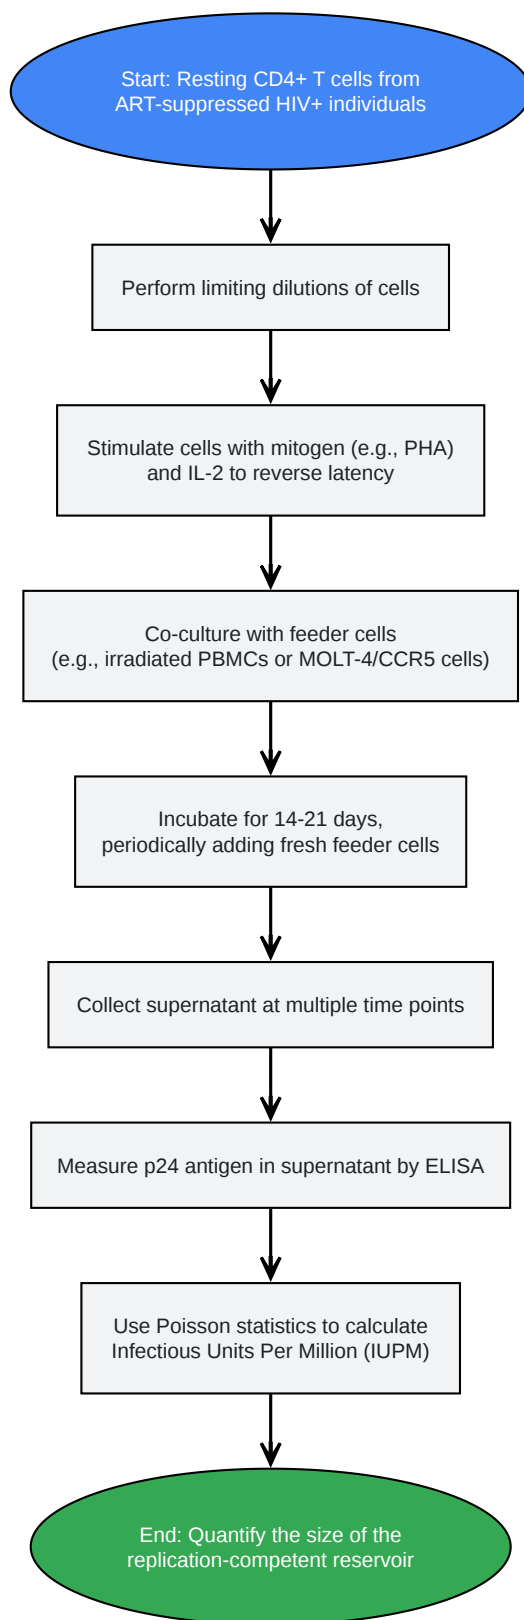 Start: Resting CD4+ T cells from
ART-suppressed HIV+ individuals
Perform limiting dilutions of cells
Stimulate cells with mitogen (e.g., PHA)
and IL-2 to reverse latency
Co-culture with feeder cells
(e.g., irradiated PBMCs or MOLT-4/CCR5 cells)
Incubate for 14-21 days,
periodically adding fresh feeder cells
Collect supernatant at multiple time points
Measure p24 antigen in supernatant by ELISA
Use Poisson statistics to calculate
Infectious Units Per Million (IUPM)
End: Quantify the size of the
replication-competent reservoir